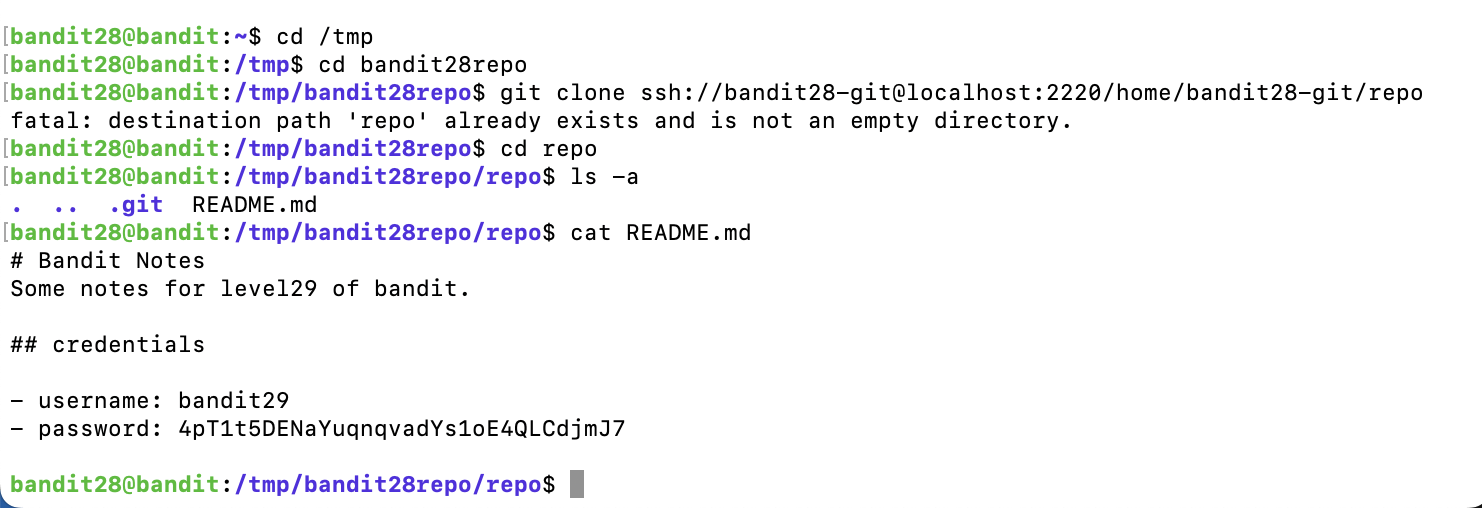 [bandit28@bandit:~$ cd /tmp
[bandit28@bandit:/tmp$ cd bandit28repo
[bandit28@bandit:/tmp/bandit28repo$ git clone ssh://bandit28-git@localhost:2220/home/bandit28-git/repo
fatal: destination path 'repo' already exists and is not an empty directory.
[bandit28@bandit:/tmp/bandit28repo$ cd repo
[bandit28@bandit:/tmp/bandit28repo/repo$ ls -a
.  ..  .git  README.md
[bandit28@bandit:/tmp/bandit28repo/repo$ cat README.md
# Bandit Notes
Some notes for level29 of bandit.
## credentials
- username: bandit29
- password: 4pT1t5DENaYuqnqvadYs1oE4QLCdjmJ7
bandit28@bandit:/tmp/bandit28repo/repo$